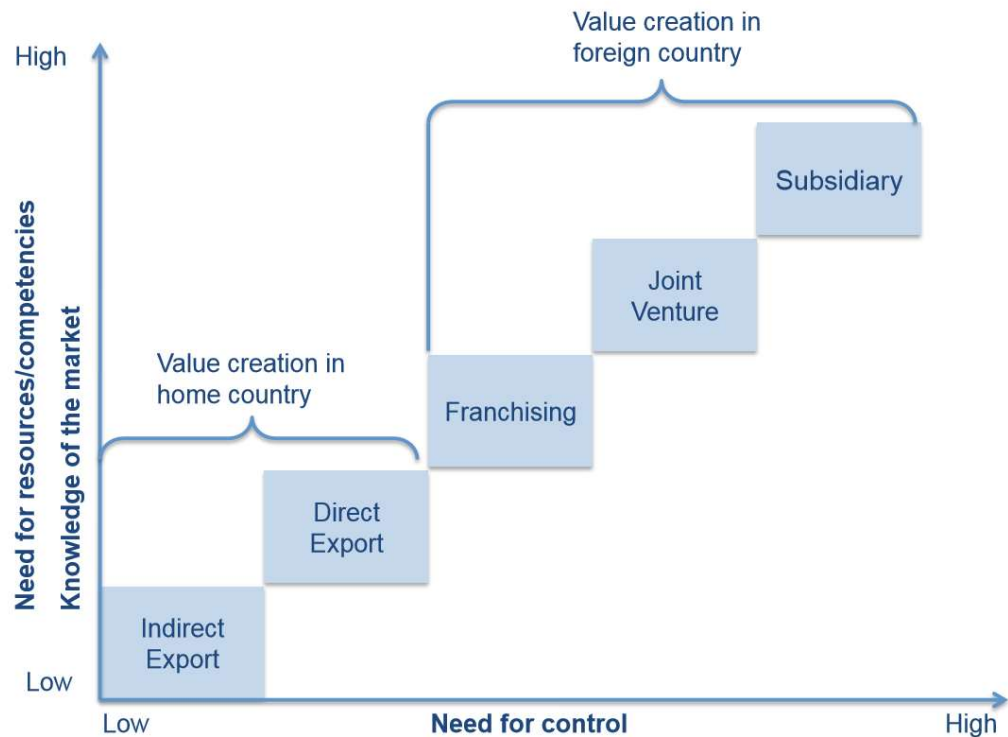 Value creation in
foreign country
High
Subsidiary
Joint
Venture
Value creation in
home country
Franchising
Direct
Export
Indirect
Export
Need for resources/competencies
Knowledge of the market
Low
Low
Need for control
High